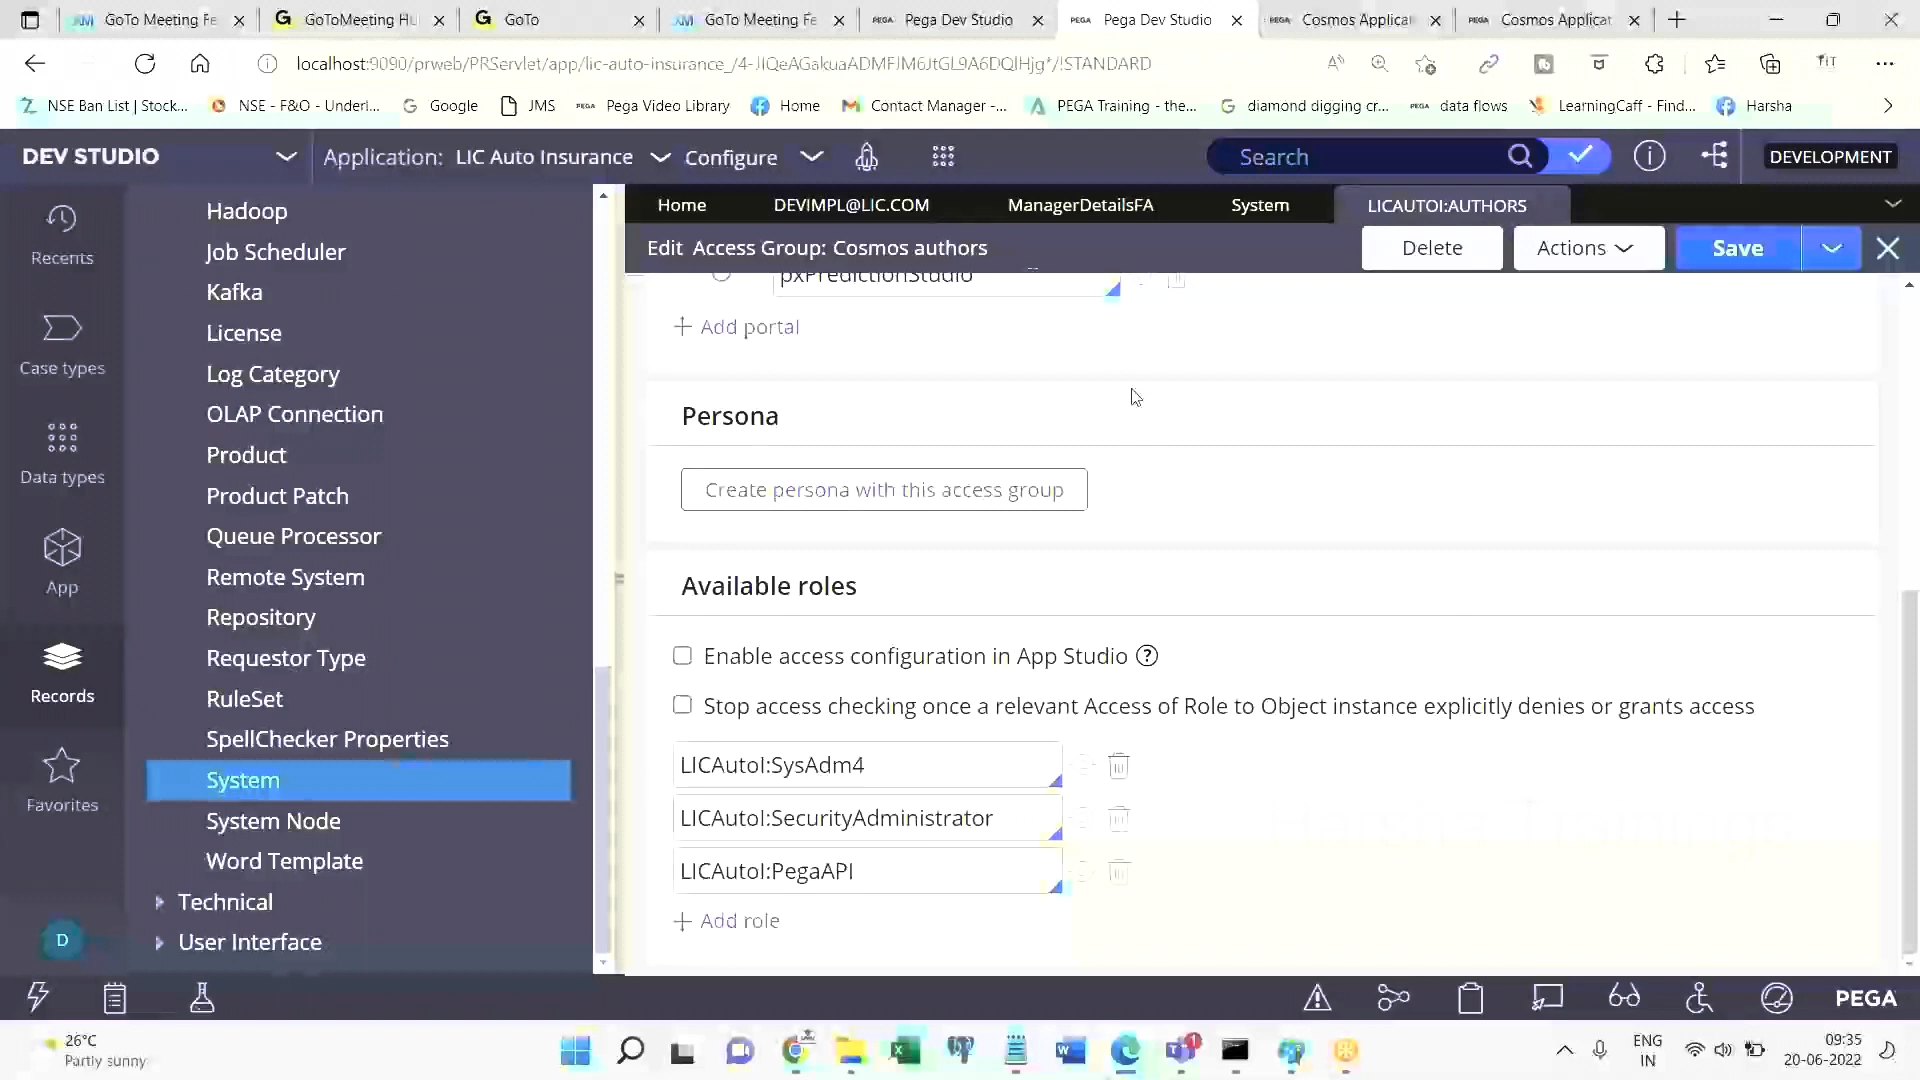 GoTo Meeting Fe
GoToMeeting HU
GoTo
GoTo Meeting Fe
PEGA Pega Dev Studio
PEGA Pega Dev Studio
PEGA Cosmos Applicat
PEGA Cosmos Applicat
localhost:9090/prweb/PRServlet/app/lic-auto-insurance_/4-JIQeAGakuaADMFJM6JtGL9A6DQlHjg*/!STANDARD
NSE Ban List | Stock...
NSE - F&O - Underl...
Google
JMS
PEGA Pega Video Library
Home
Contact Manager -...
PEGA Training - the...
diamond digging cr...
PEGA data flows
LearningCaff - Find...
Harsha
DEV STUDIO
Application: LIC Auto Insurance
Configure
Search
DEVELOPMENT
Recents
Case types
Data types
App
Records
Favorites
D
Hadoop
Job Scheduler
Kafka
License
Log Category
OLAP Connection
Product
Product Patch
Queue Processor
Remote System
Repository
Requestor Type
RuleSet
SpellChecker Properties
System
System Node
Word Template
Technical
User Interface
Home
DEVIMPL@LIC.COM
ManagerDetailsFA
System
LICAUTOI:AUTHORS
Edit Access Group: Cosmos authors
Delete
Actions
Save
pxPredictionStudio
Add portal
Persona
Create persona with this access group
Available roles
Enable access configuration in App Studio
Stop access checking once a relevant Access of Role to Object instance explicitly denies or grants access
LICAutoI:SysAdm4
LICAutoI:SecurityAdministrator
LICAutoI:PegaAPI
Add role
PEGA
26°C
Partly sunny
1
ENG
IN
09:35
20-06-2022